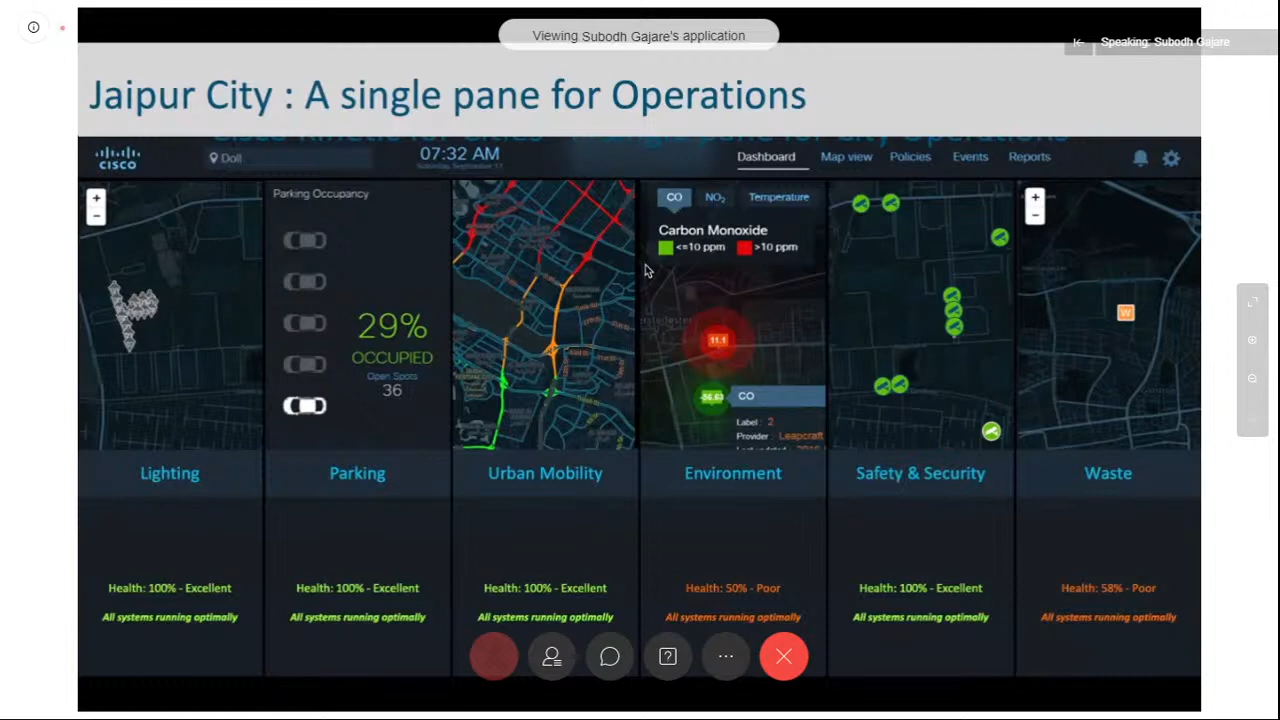 Viewing Subodh Gajare's application
Speaking: Subodh Gajare
Jaipur City : A single pane for Operations
CISCO
Doll
07:32 AM
Dashboard
Map view
Policies
Events
Reports
+
-
Parking Occupancy
29%
OCCUPIED
Open Spots
36
CO
NO₂
Temperature
Carbon Monoxide
<=10 ppm
>10 ppm
11.1
-56.63
CO
Label : 2
Provider : Leapcraft
+
-
W
Lighting
Parking
Urban Mobility
Environment
Safety & Security
Waste
Health: 100% - Excellent
Health: 100% - Excellent
Health: 100% - Excellent
Health: 50% - Poor
Health: 100% - Excellent
Health: 58% - Poor
All systems running optimally
All systems running optimally
All systems running optimally
All systems running optimally
All systems running optimally
All systems running optimally